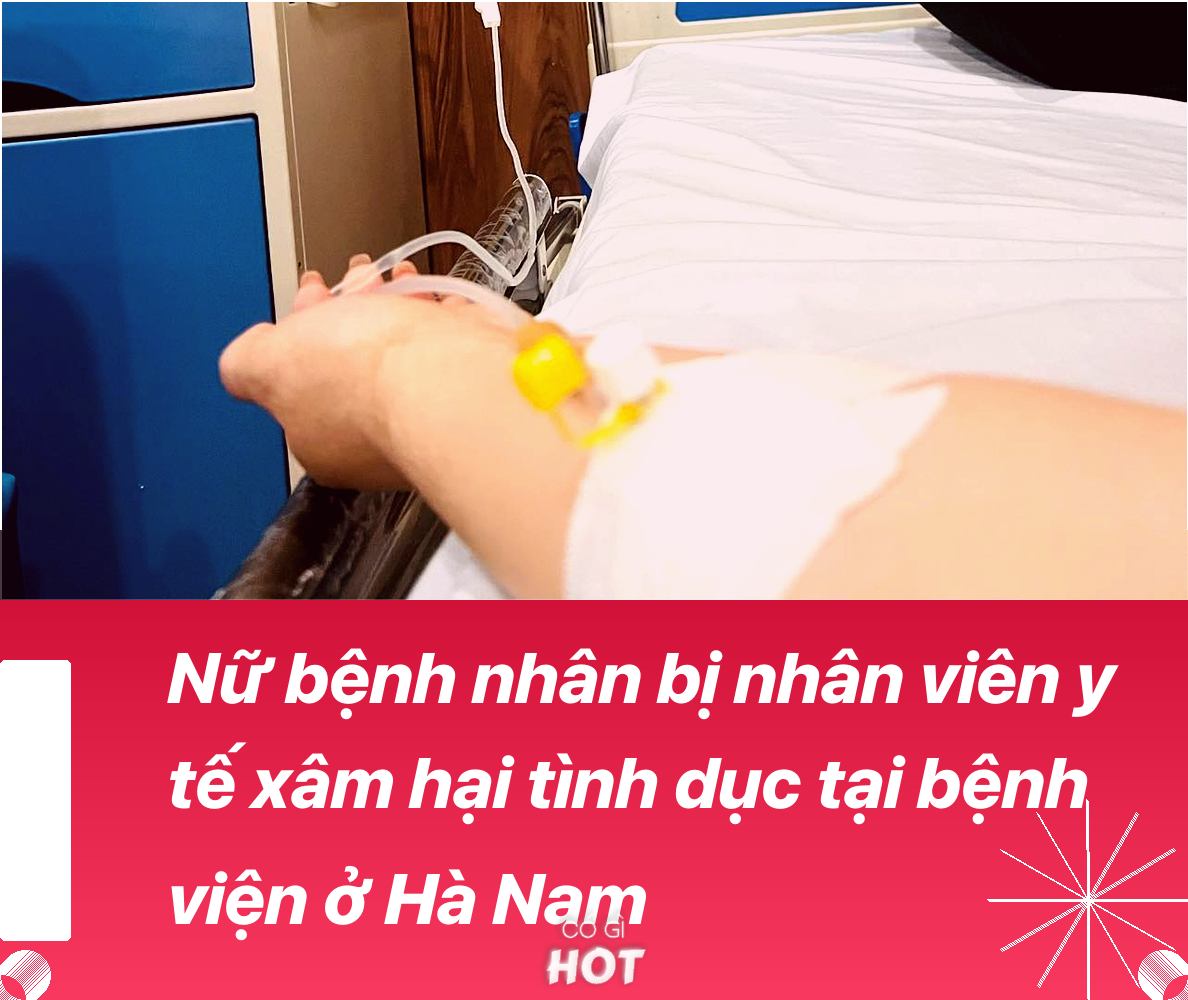 Nữ bệnh nhân bị nhân viên y
tế xâm hại tình dục tại bệnh
viện ở Hà Nam
CÓ GÌ
HOT